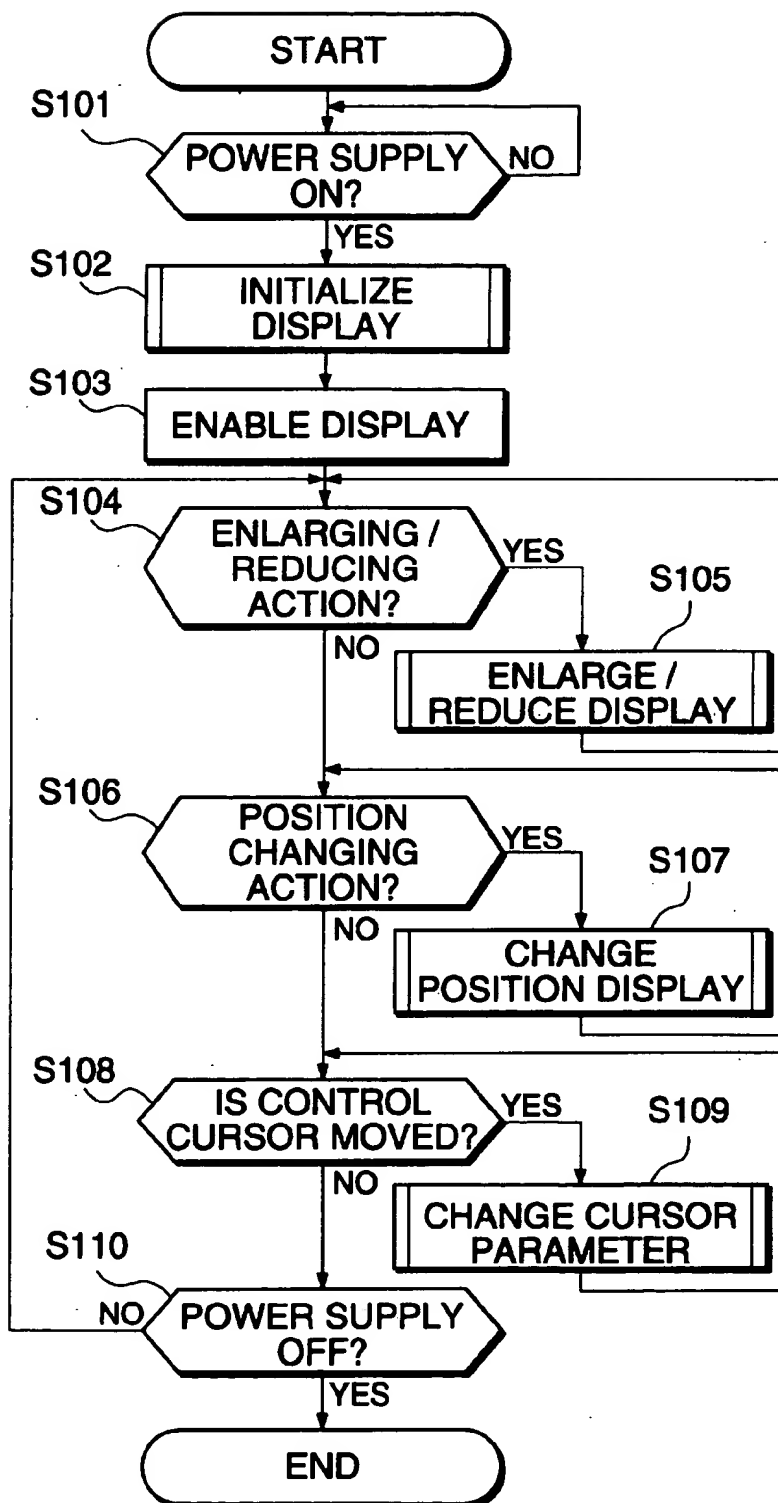 START
S101
POWER SUPPLY
ON?
NO
YES
S102
INITIALIZE
DISPLAY
S103
ENABLE DISPLAY
S104
ENLARGING /
REDUCING
ACTION?
YES
NO
S105
ENLARGE /
REDUCE DISPLAY
S106
POSITION
CHANGING
ACTION?
YES
NO
S107
CHANGE
POSITION DISPLAY
S108
IS CONTROL
CURSOR MOVED?
YES
NO
S109
CHANGE CURSOR
PARAMETER
S110
POWER SUPPLY
OFF?
NO
YES
END